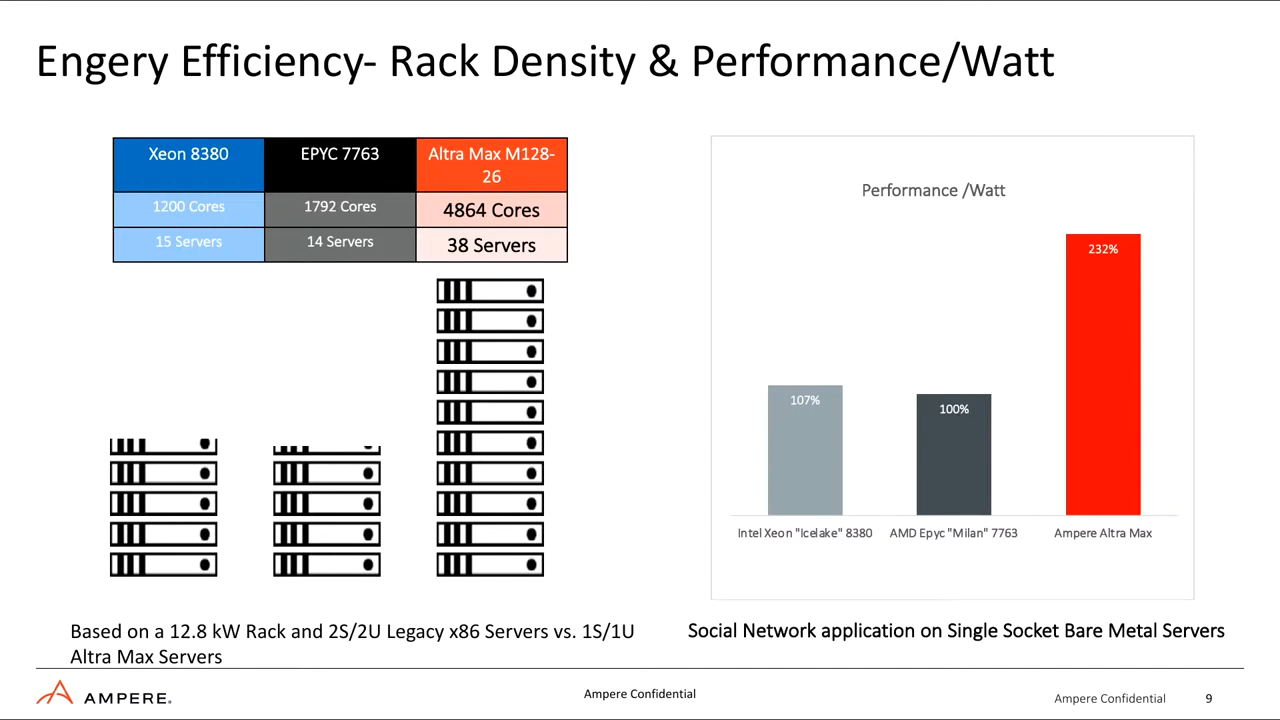 Engery Efficiency- Rack Density & Performance/Watt
Xeon 8380
EPYC 7763
Altra Max M128-
26
1200 Cores
1792 Cores
4864 Cores
15 Servers
14 Servers
38 Servers
Based on a 12.8 kW Rack and 2S/2U Legacy x86 Servers vs. 1S/1U
Altra Max Servers
Performance /Watt
107%
100%
232%
Intel Xeon "Icelake" 8380
AMD Epyc "Milan" 7763
Ampere Altra Max
Social Network application on Single Socket Bare Metal Servers
AMPERE.
Ampere Confidential
Ampere Confidential
9